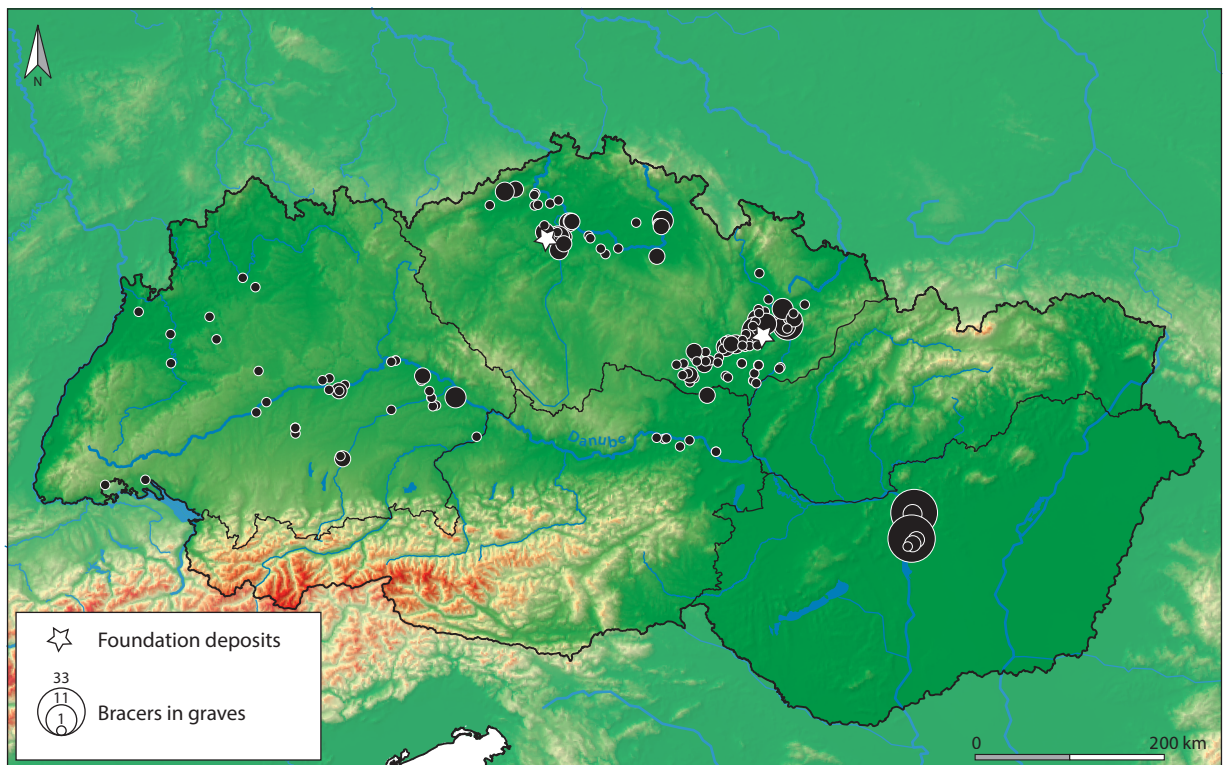 N
Danube
Foundation deposits
33
11
1
Bracers in graves
0 200 km